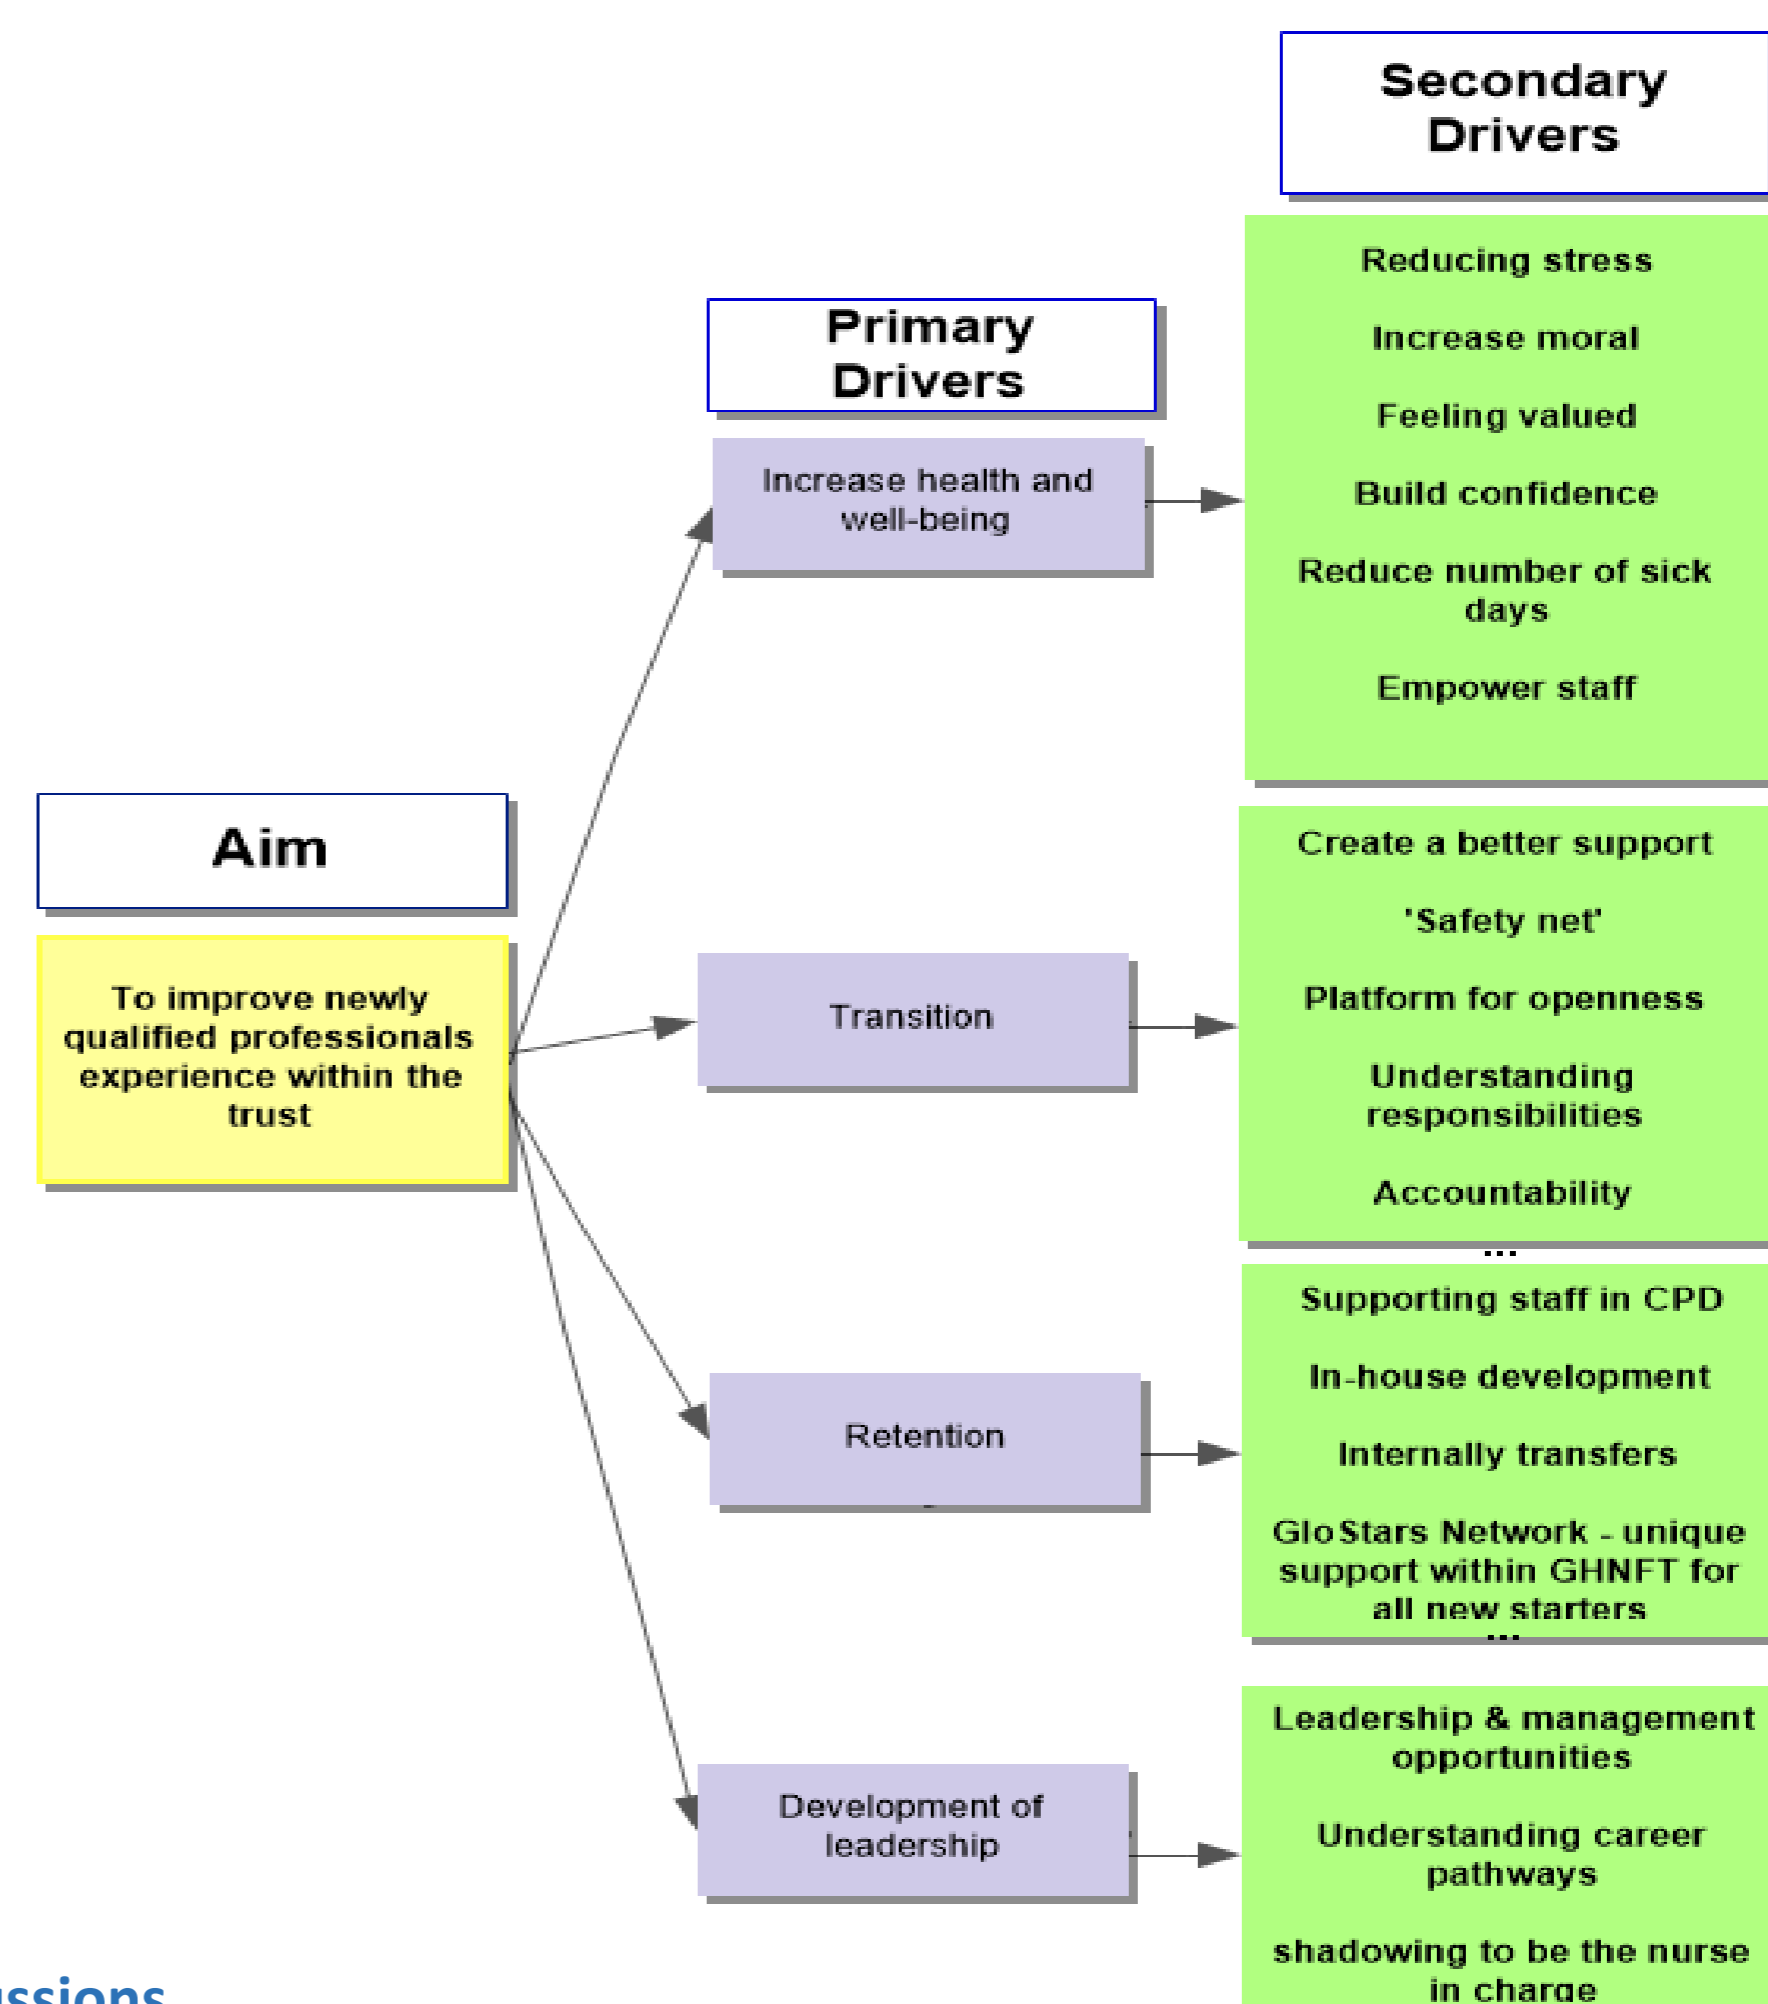 Secondary
Drivers
Primary
Drivers
Aim
To improve newly
qualified professionals
experience within the
trust
Increase health and
well-being
Transition
Retention
Development of
leadership
Reducing stress
Increase moral
Feeling valued
Build confidence
Reduce number of sick
days
Empower staff
Create a better support
'Safety net'
Platform for openness
Understanding
responsibilities
Accountability
...
Supporting staff in CPD
In-house development
Internally transfers
GloStars Network - unique
support within GHNFT for
all new starters
...
Leadership & management
opportunities
Understanding career
pathways
shadowing to be the nurse
in charge